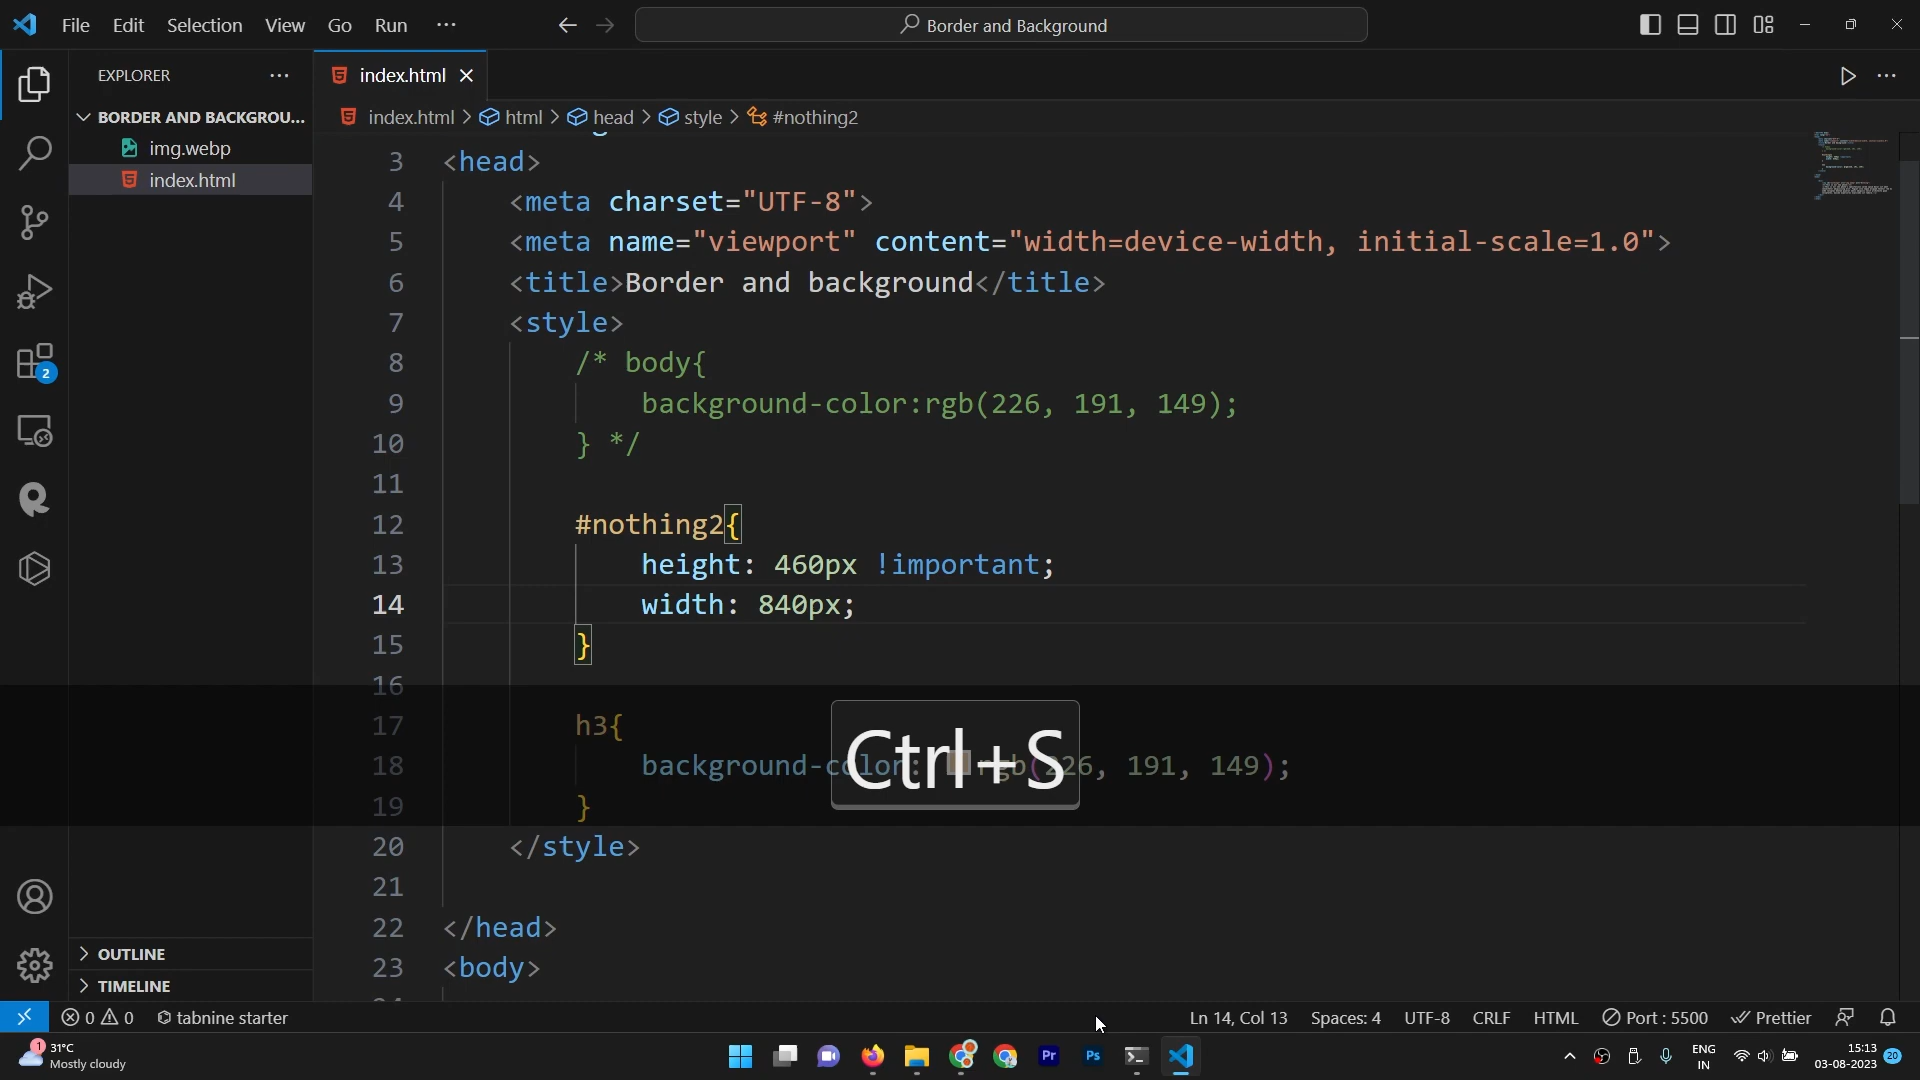 File Edit Selection View Go Run ···
Border and Background
EXPLORER
index.html
BORDER AND BACKGROU...
img.webp
index.html
index.html > html > head > style > #nothing2
3 <head>
4 <meta charset="UTF-8">
5 <meta name="viewport" content="width=device-width, initial-scale=1.0">
6 <title>Border and background</title>
7 <style>
8 /* body{
9 background-color:rgb(226, 191, 149);
10 } */
11
12 #nothing2{
13 height: 460px !important;
14 width: 840px;
15 }
16
17 h3{
18 background-color: rgb(226, 191, 149);
19 }
Ctrl+S
20 </style>
21
22 </head>
23 <body>
2
OUTLINE
TIMELINE
0 0 tabnine starter
Ln 14, Col 13 Spaces: 4 UTF-8 CRLF HTML Port : 5500 Prettier
1 31°C
Mostly cloudy
Pr Ps
ENG
IN
15:13
03-08-2023
20